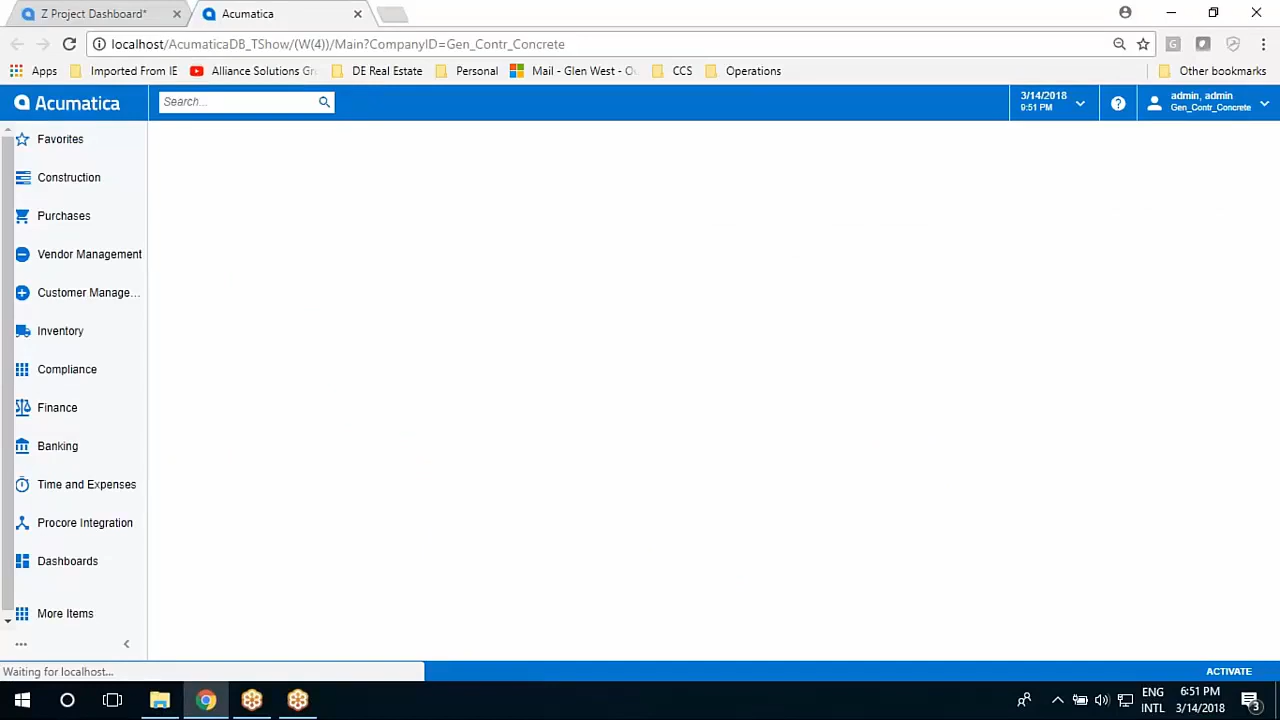 Z Project Dashboard*
Acumatica
localhost/AcumaticaDB_TShow/(W(4))/Main?CompanyID=Gen_Contr_Concrete
Apps
Imported From IE
Alliance Solutions Gr
DE Real Estate
Personal
Mail - Glen West - Ou
CCS
Operations
Other bookmarks
Acumatica
Search...
3/14/2018
9:51 PM
admin, admin
Gen_Contr_Concrete
Favorites
Construction
Purchases
Vendor Management
Customer Manage...
Inventory
Compliance
Finance
Banking
Time and Expenses
Procore Integration
Dashboards
More Items
Waiting for localhost...
ACTIVATE
ENG
INTL
6:51 PM
3/14/2018
3